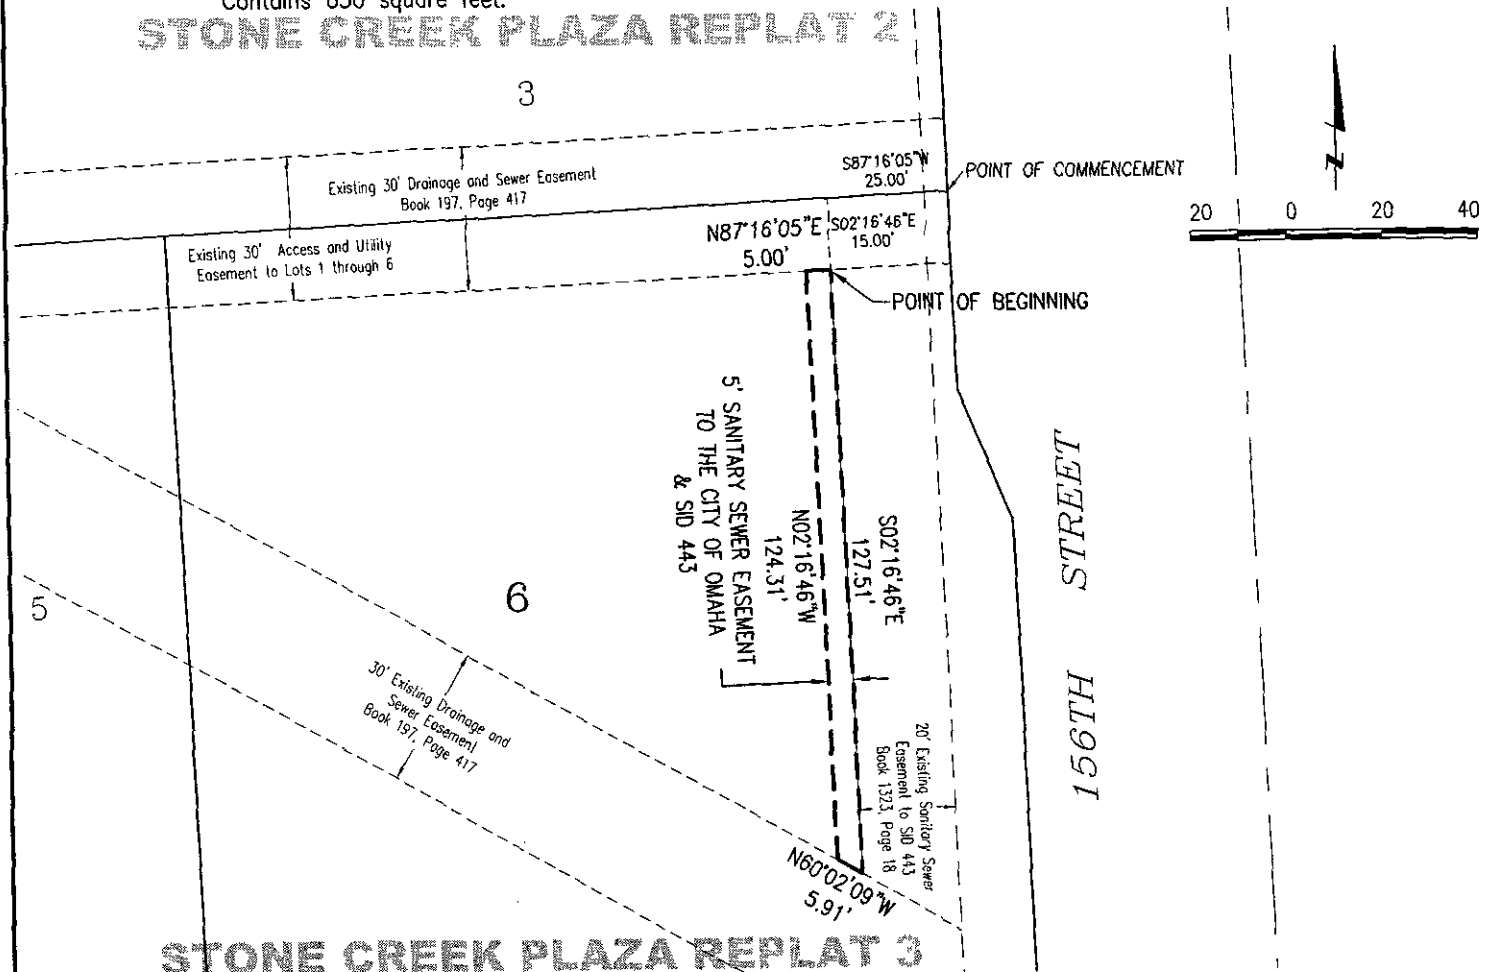 Contains 630 square feet.
STONE CREEK PLAZA REPLAT 2
3
S87°16'05"W
25.00'
POINT OF COMMENCEMENT
Existing 30' Drainage and Sewer Easement
Book 197, Page 417
N
20 0 20 40
N87°16'05"E
5.00'
S02°16'46"E
15.00'
Existing 30' Access and Utility
Easement to Lots 1 through 6
POINT OF BEGINNING
5' SANITARY SEWER EASEMENT
TO THE CITY OF OMAHA
& SID 443
N02°16'46"W
124.31'
S02°16'46"E
127.51'
156TH STREET
5
6
30' Existing Drainage and
Sewer Easement
Book 197, Page 417
20' Existing Sanitary Sewer
Easement to SID 443
Book 1323, Page 18
N60°02'09"W
5.91'
STONE CREEK PLAZA REPLAT 3